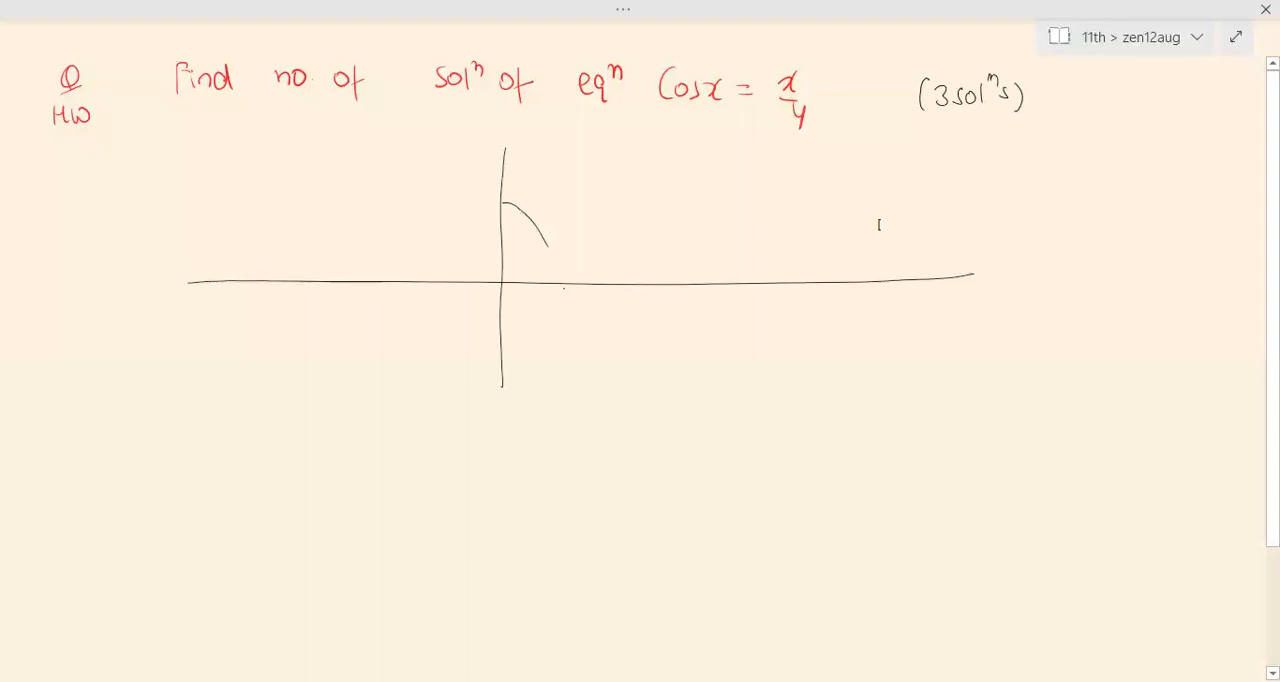 11th > zen12aug
Q Find no. of solⁿ of eqⁿ Cosx = x/4 (3 solⁿs)
HW